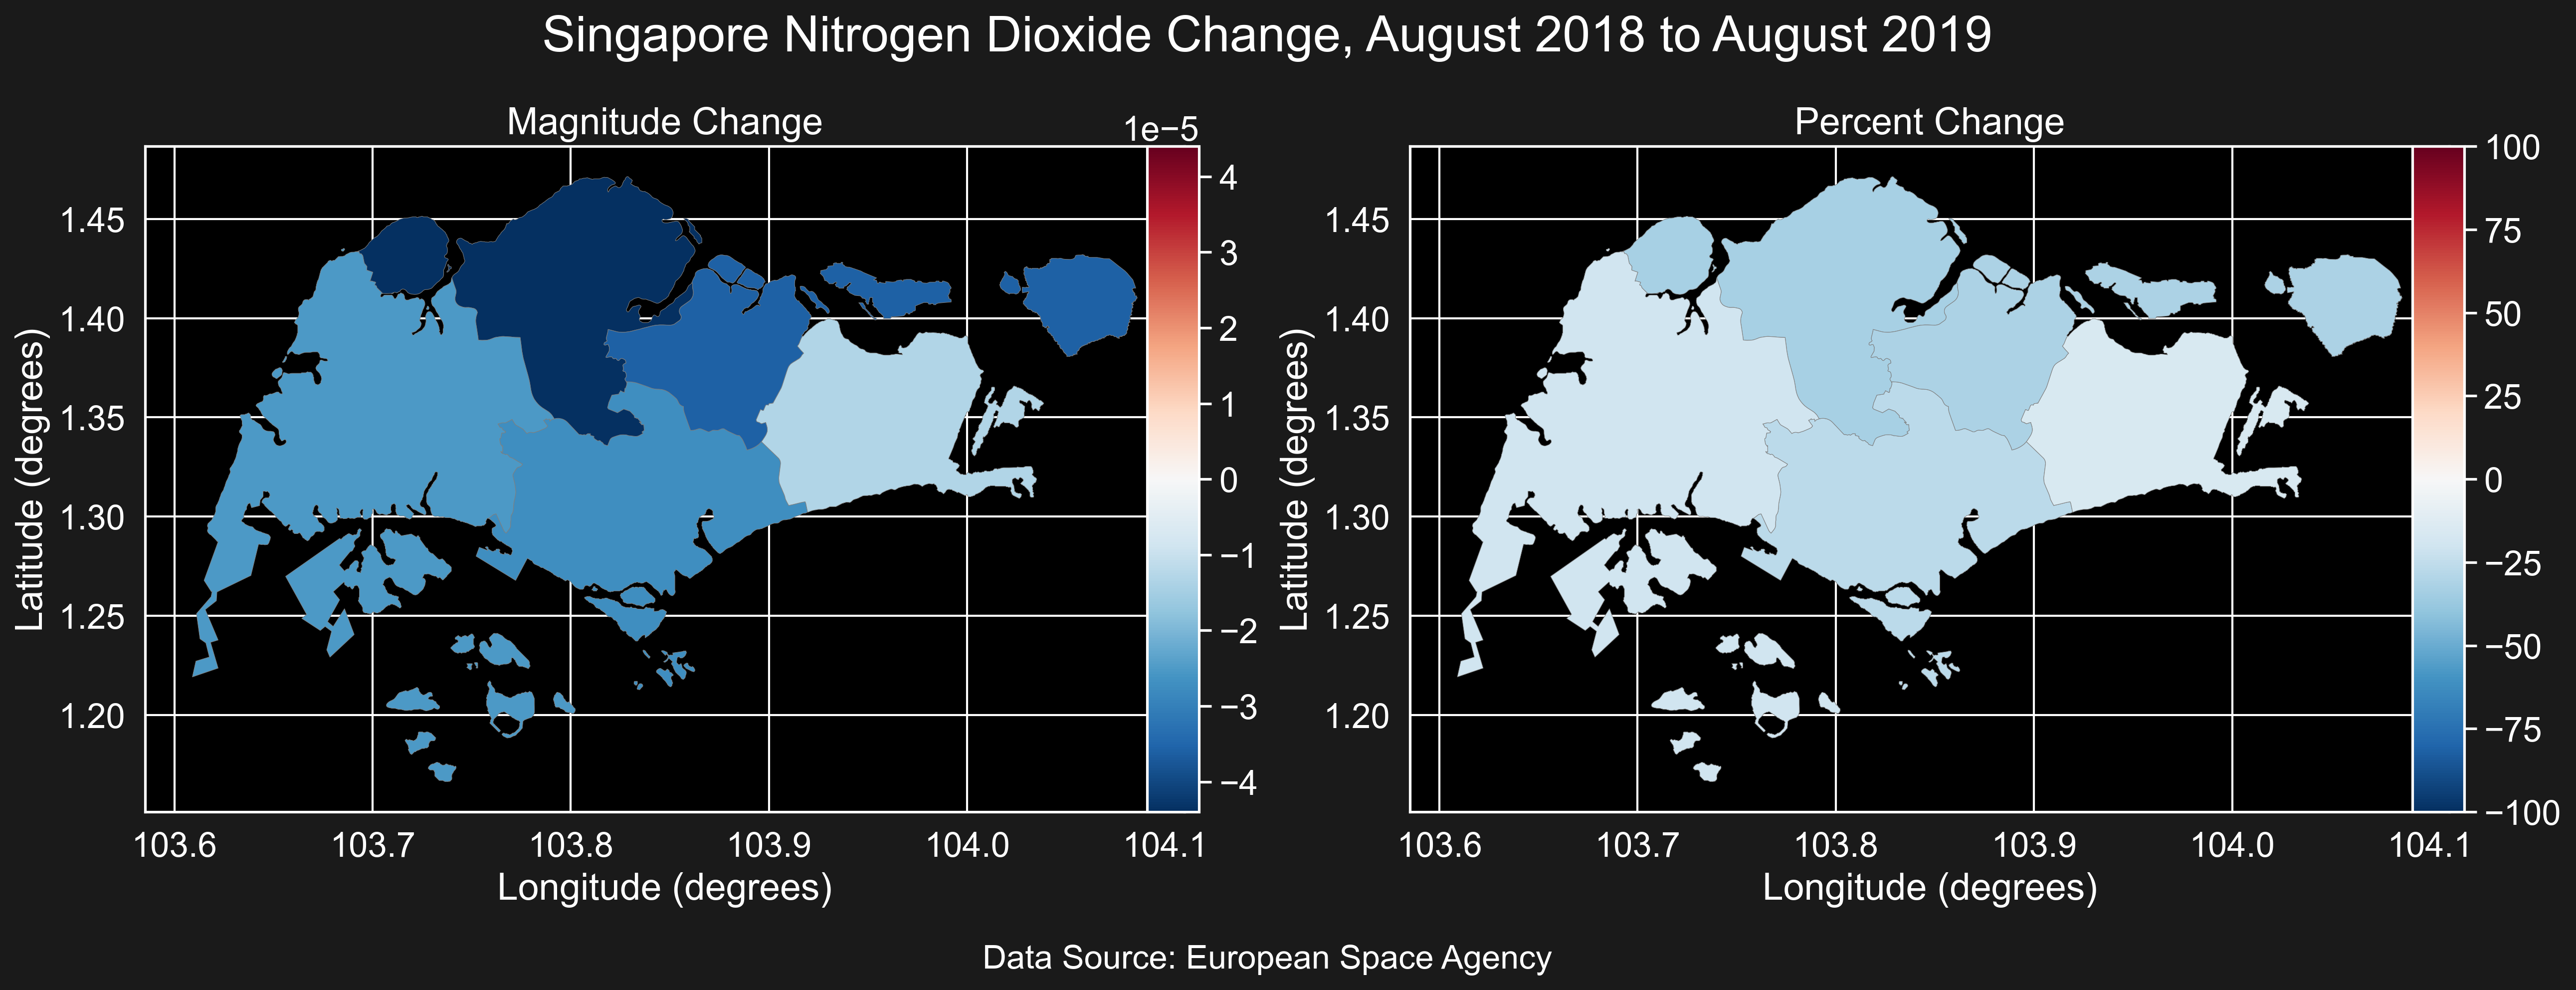 Singapore Nitrogen Dioxide Change, August 2018 to August 2019
Magnitude Change
1e−5
Latitude (degrees)
1.45
1.40
1.35
1.30
1.25
1.20
103.6 103.7 103.8 103.9 104.0 104.1
Longitude (degrees)
4
3
2
1
0
−1
−2
−3
−4
Percent Change
Latitude (degrees)
1.45
1.40
1.35
1.30
1.25
1.20
103.6 103.7 103.8 103.9 104.0 104.1
Longitude (degrees)
100
75
50
25
0
−25
−50
−75
−100
Data Source: European Space Agency